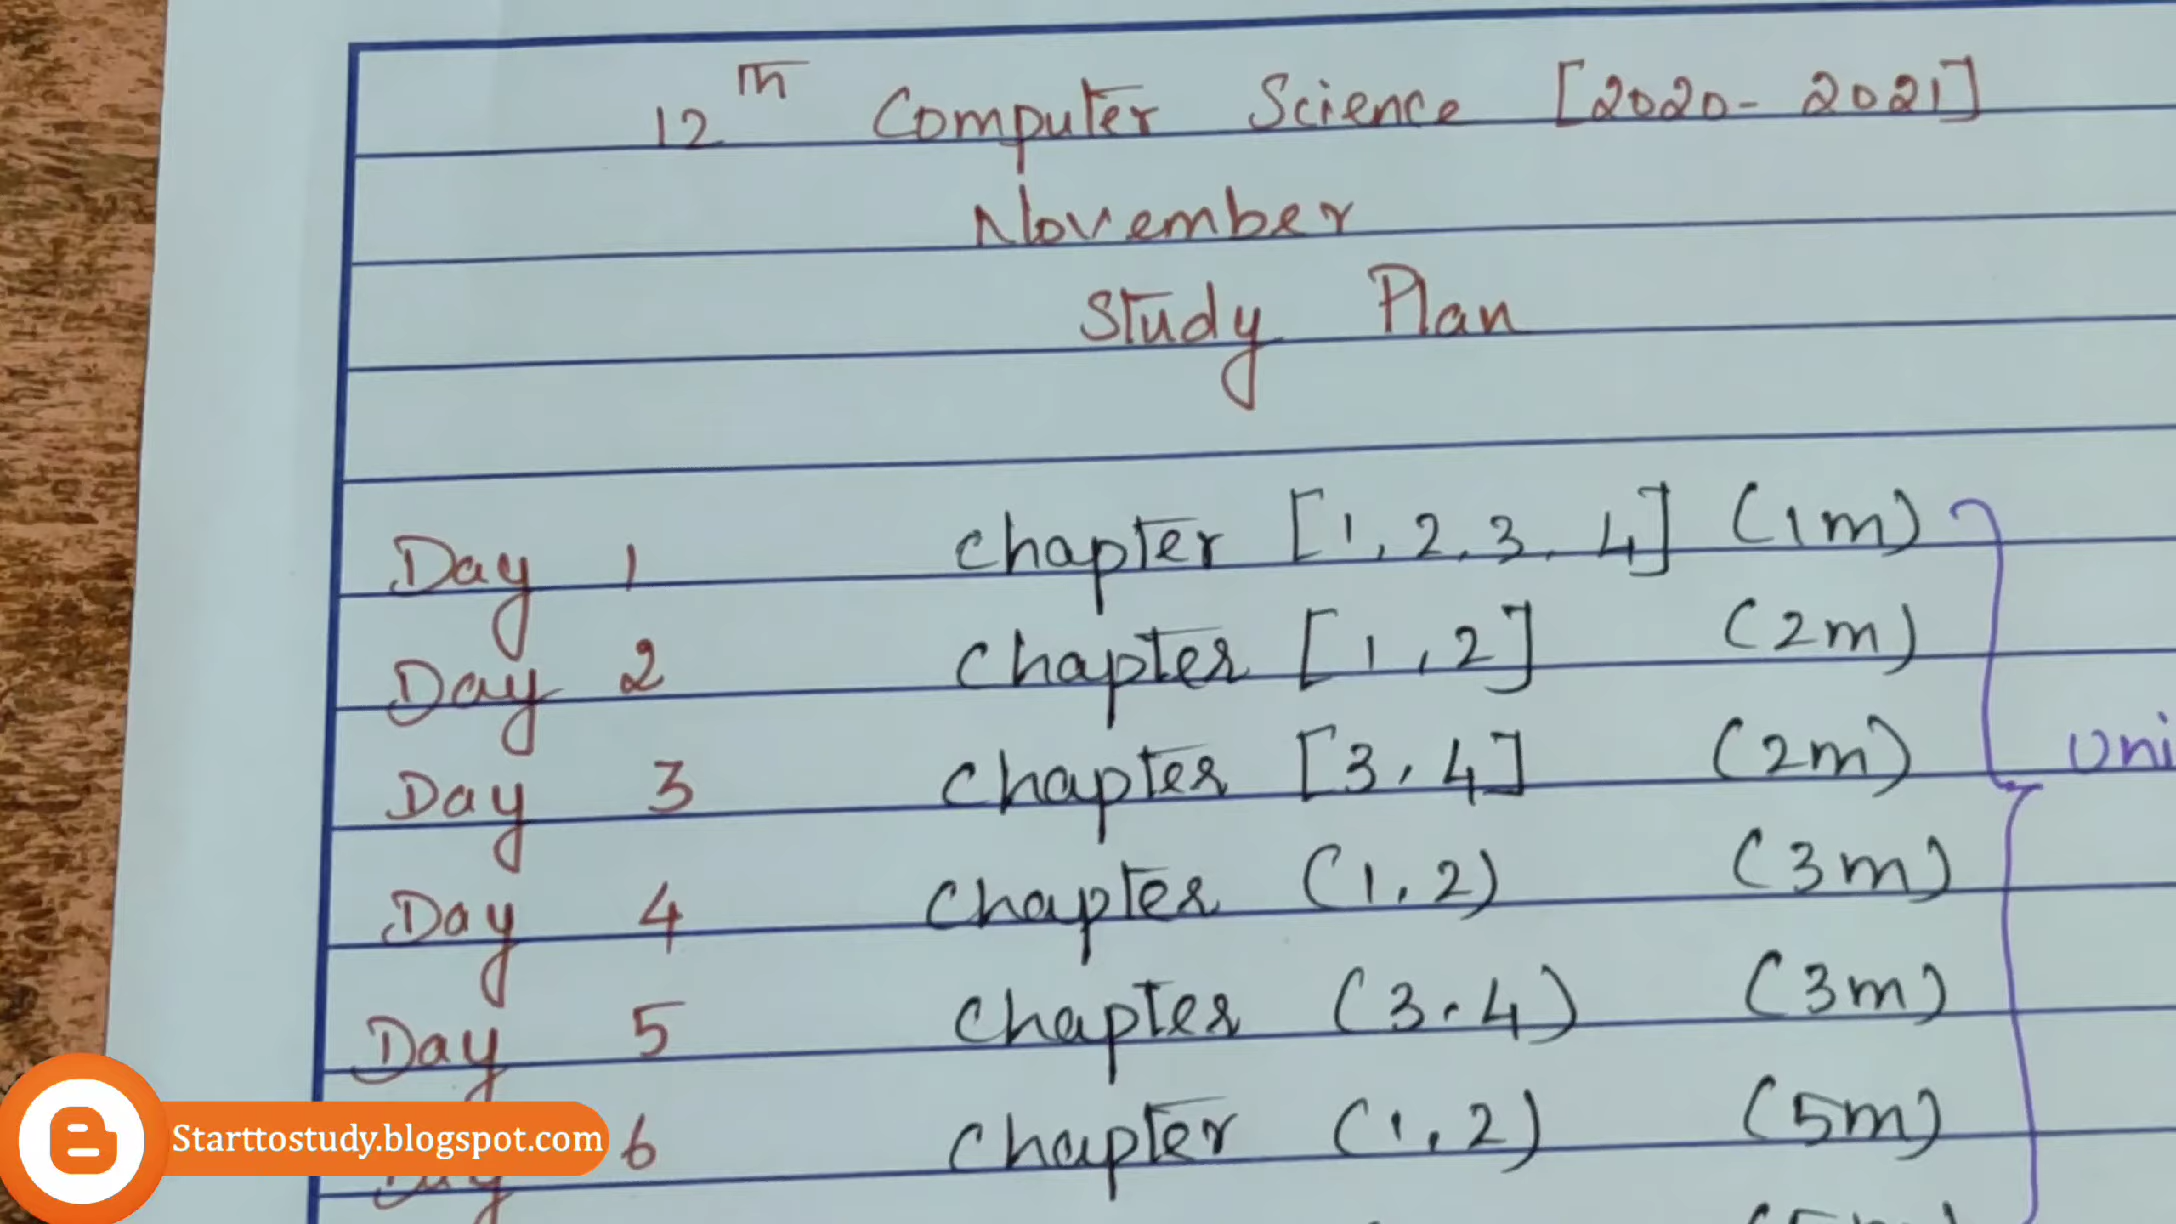 12th Computer Science [2020-2021]
November
Study Plan
Day 1 chapter [1, 2, 3, 4] (1m)
Day 2 chapter [1, 2] (2m)
Day 3 chapter [3, 4] (2m)
Day 4 chapter (1, 2) (3m)
Day 5 chapter (3, 4) (3m)
Day 6 chapter (1, 2) (5m)
(5m)
Starttostudy.blogspot.com